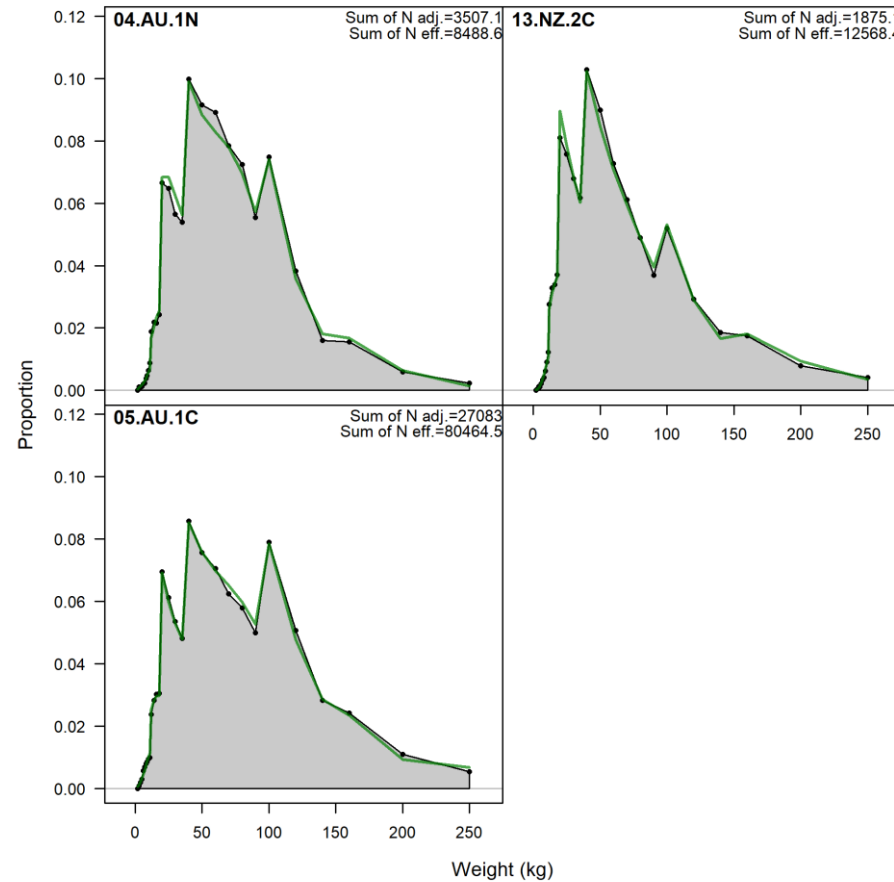 04.AU.1N
Sum of N adj.=3507.1
Sum of N eff.=8488.6
13.NZ.2C
Sum of N adj.=1875.
Sum of N eff.=12568.4
0.12
0.10
0.08
0.06
0.04
0.02
0.00
05.AU.1C
Sum of N adj.=27083
Sum of N eff.=80464.5
0.12
0.10
0.08
0.06
0.04
0.02
0.00
0 50 100 150 200 250
0 50 100 150 200 250
Proportion
Weight (kg)